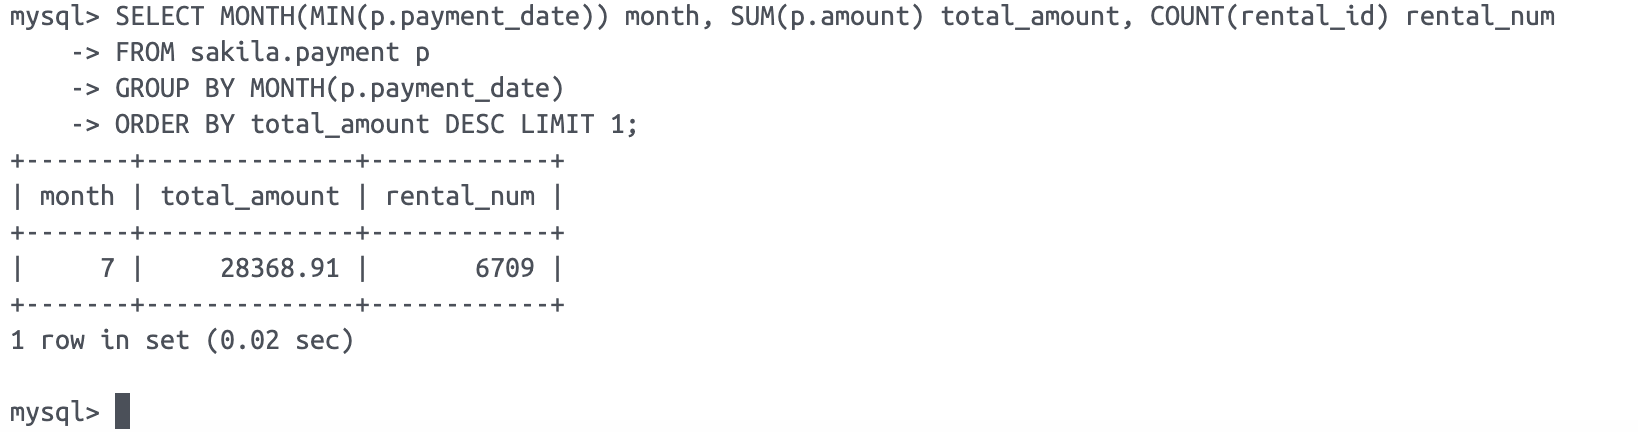 mysql> SELECT MONTH(MIN(p.payment_date)) month, SUM(p.amount) total_amount, COUNT(rental_id) rental_num
    -> FROM sakila.payment p
    -> GROUP BY MONTH(p.payment_date)
    -> ORDER BY total_amount DESC LIMIT 1;
+-------+--------------+------------+
| month | total_amount | rental_num |
+-------+--------------+------------+
|     7 |     28368.91 |       6709 |
+-------+--------------+------------+
1 row in set (0.02 sec)
mysql>